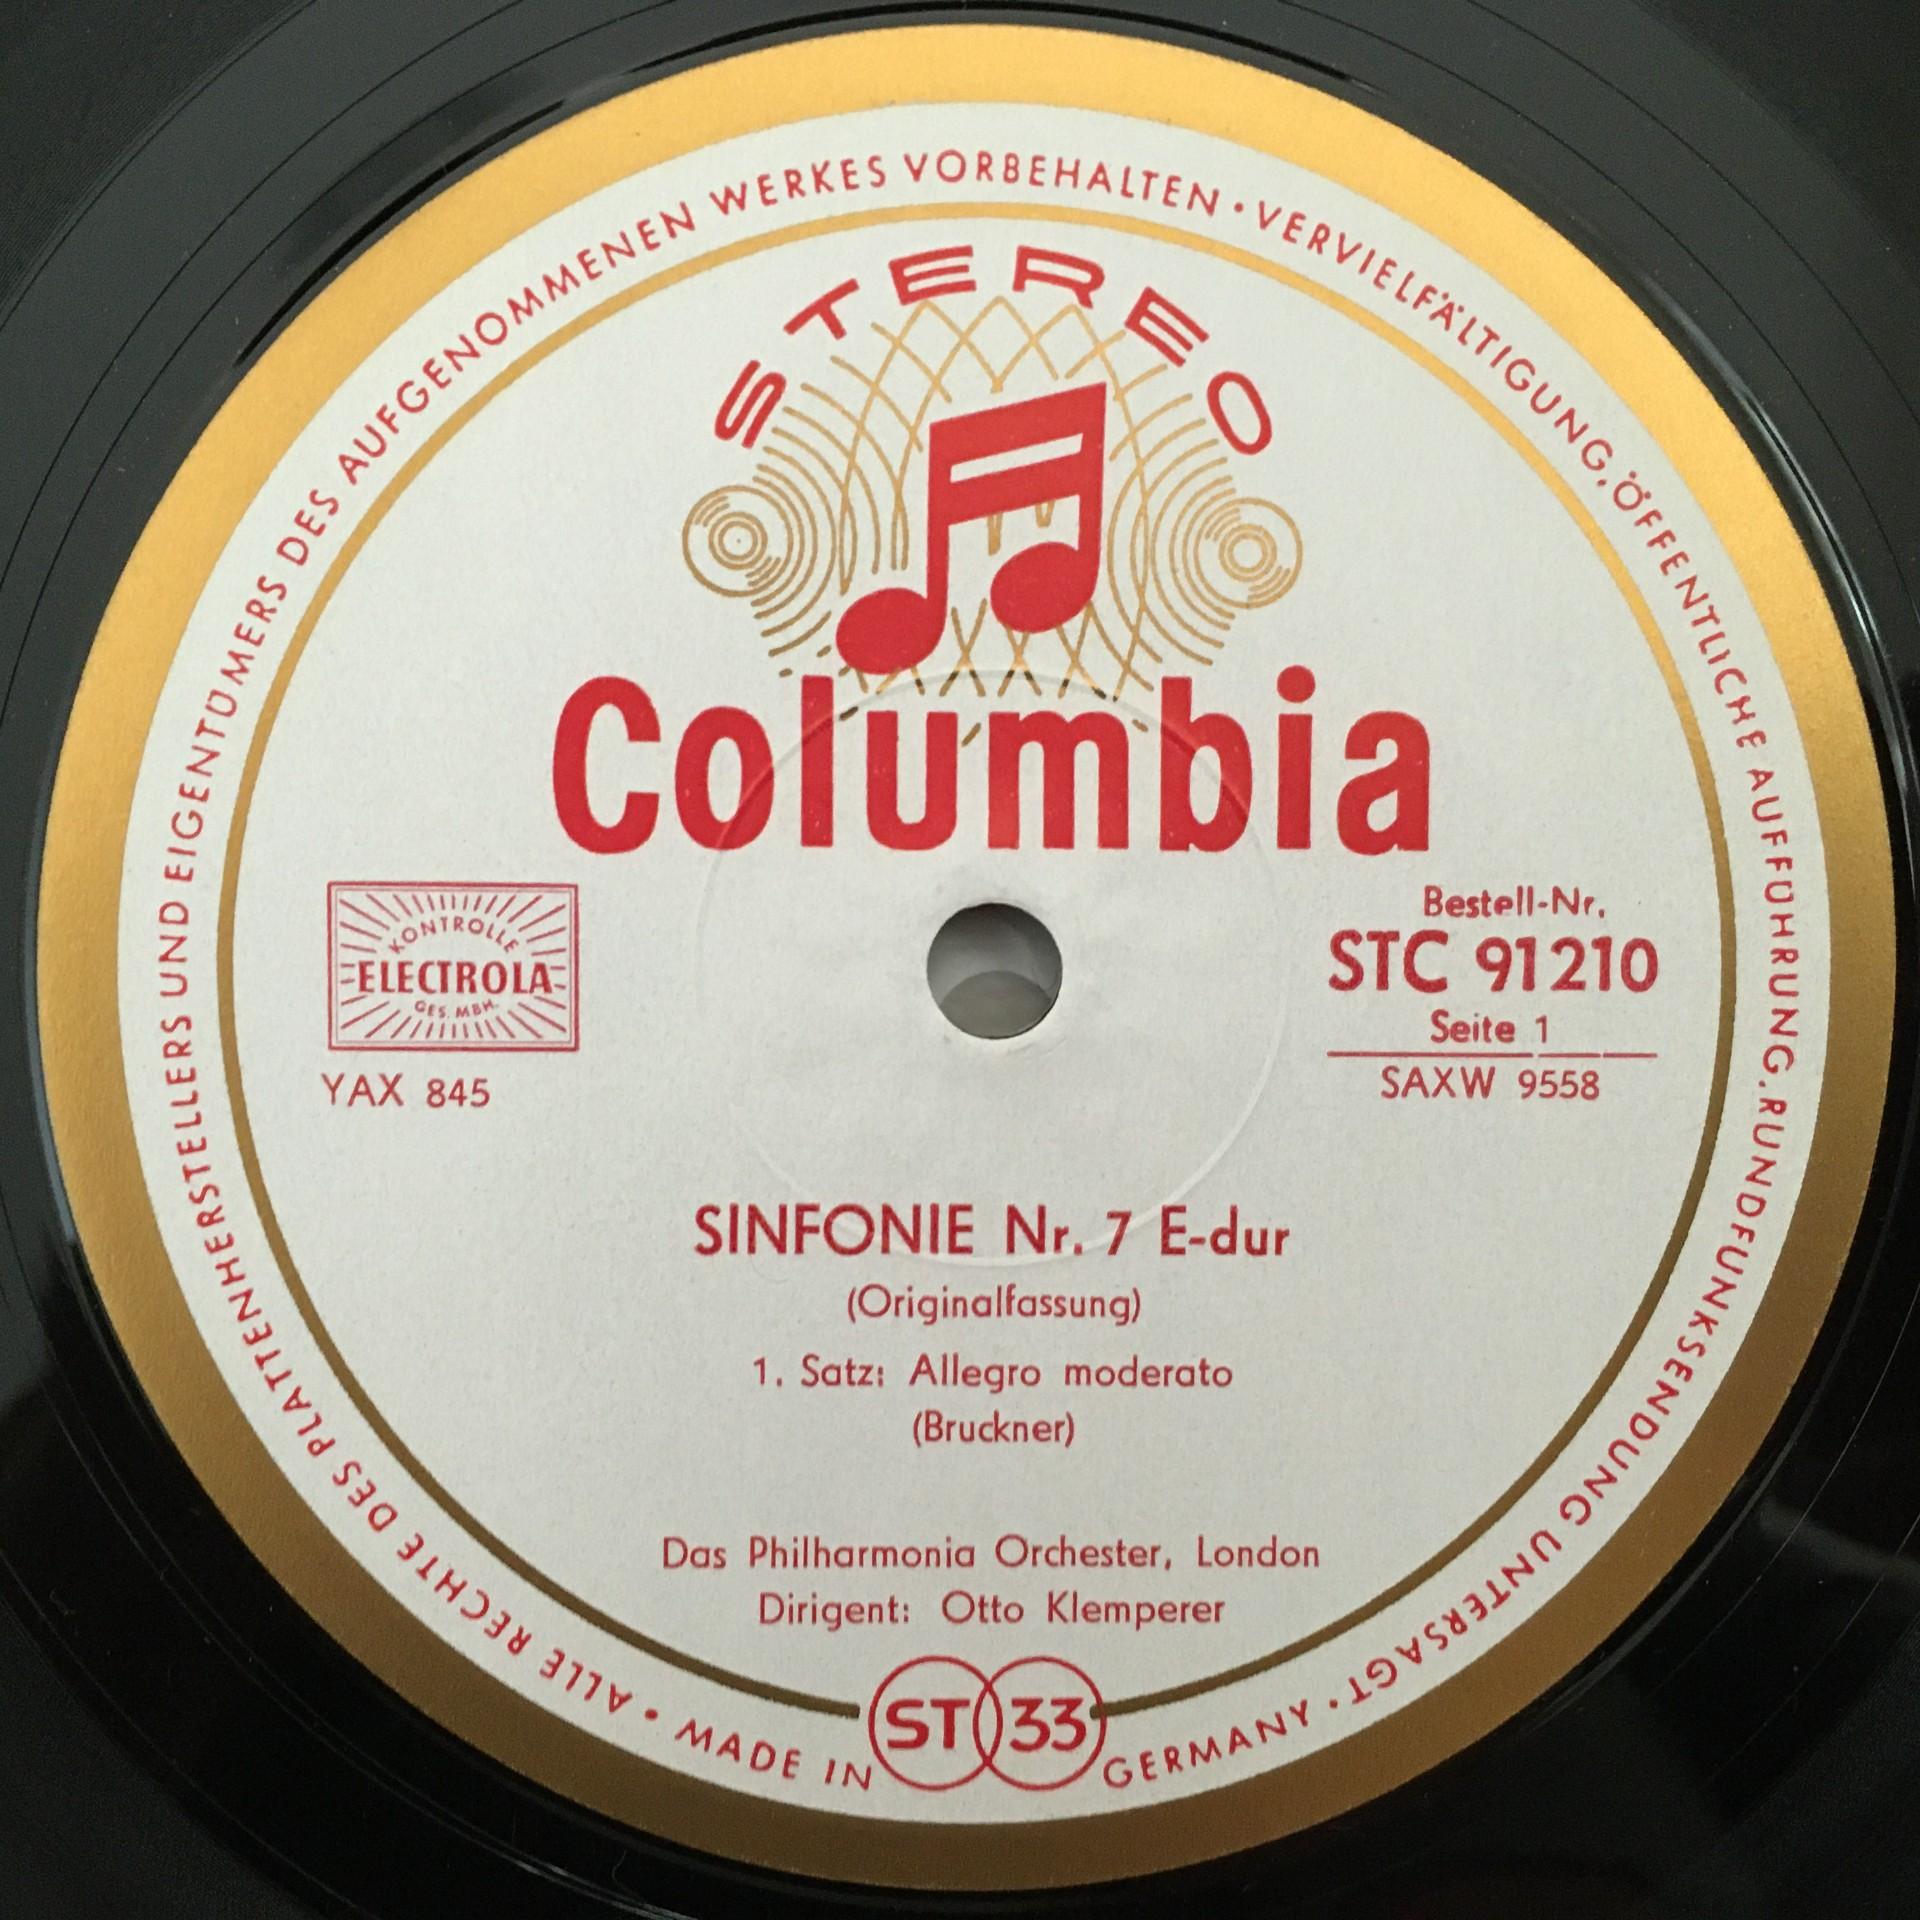 ALLE RECHTE DES PLATTENHERSTELLERS UND EIGENTÜMERS DES AUFGENOMMENEN WERKES VORBEHALTEN · VERVIELFÄLTIGUNG, ÖFFENTLICHE AUFFÜHRUNG, RUNDFUNKSENDUNG UNTERSAGT ·
STEREO
Columbia
KONTROLLE
ELECTROLA
GES. MBH.
YAX 845
Bestell-Nr.
STC 91210
Seite 1
SAXW 9558
SINFONIE Nr. 7 E-dur
(Originalfassung)
1. Satz: Allegro moderato
(Bruckner)
Das Philharmonia Orchester, London
Dirigent: Otto Klemperer
ST 33
· MADE IN GERMANY ·